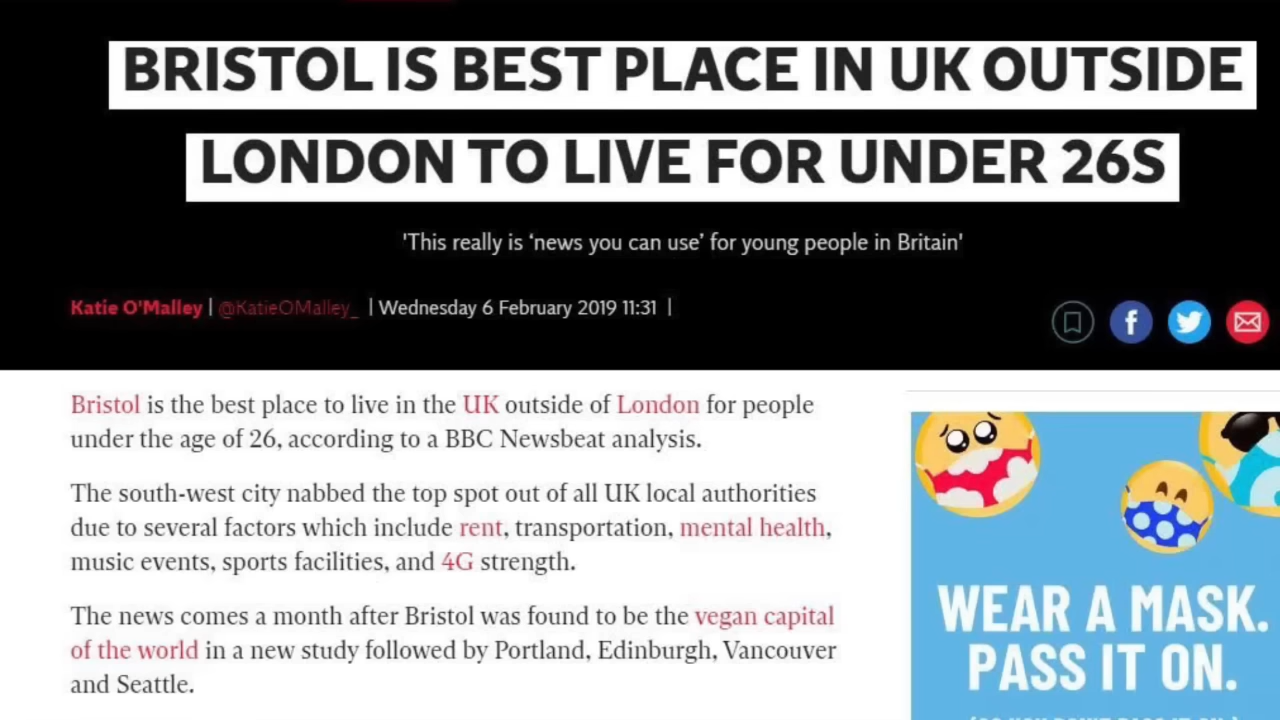 BRISTOL IS BEST PLACE IN UK OUTSIDE
LONDON TO LIVE FOR UNDER 26S
'This really is ‘news you can use’ for young people in Britain'
Katie O'Malley | @KatieOMalley_ | Wednesday 6 February 2019 11:31 |
Bristol is the best place to live in the UK outside of London for people
under the age of 26, according to a BBC Newsbeat analysis.
The south-west city nabbed the top spot out of all UK local authorities
due to several factors which include rent, transportation, mental health,
music events, sports facilities, and 4G strength.
The news comes a month after Bristol was found to be the vegan capital
of the world in a new study followed by Portland, Edinburgh, Vancouver
and Seattle.
WEAR A MASK.
PASS IT ON.